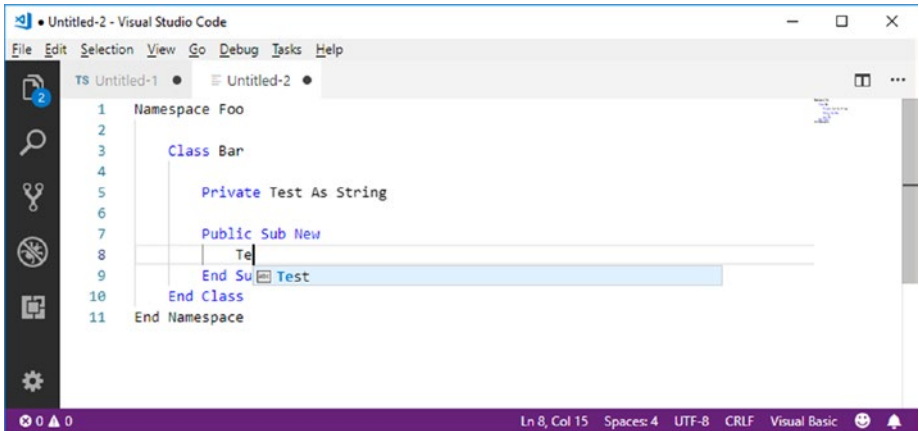 ● Untitled-2 - Visual Studio Code
File Edit Selection View Go Debug Tasks Help
TS Untitled-1 ● Untitled-2 ●
2
1 Namespace Foo
2
3 Class Bar
4
5 Private Test As String
6
7 Public Sub New
8 Te
9 End Su abc Test
10 End Class
11 End Namespace
0 0 Ln 8, Col 15 Spaces: 4 UTF-8 CRLF Visual Basic